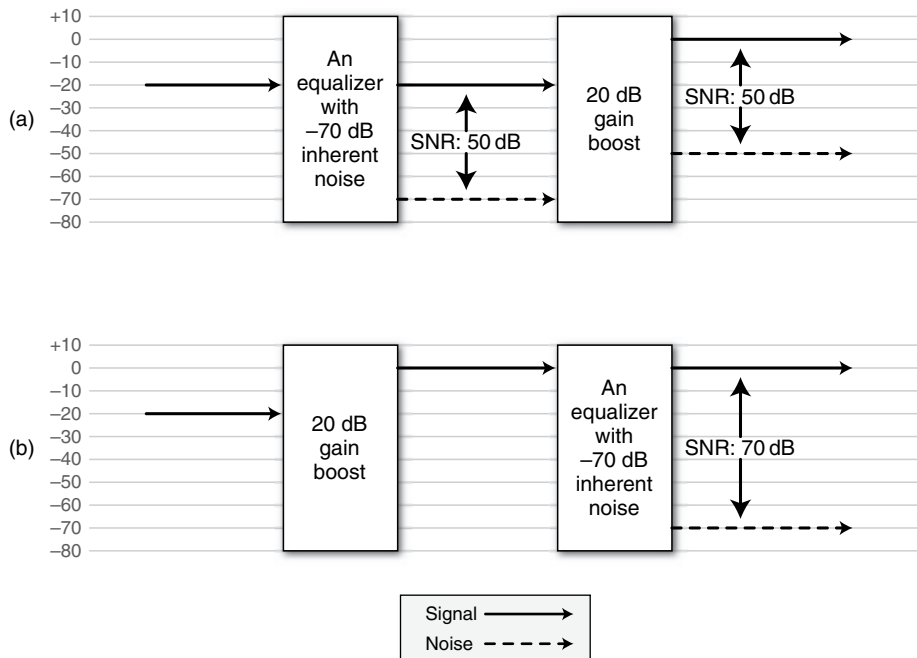 +10
0
–10
–20
–30
(a) –40
–50
–60
–70
–80
An
equalizer
with
–70 dB
inherent
noise
SNR: 50 dB
20 dB
gain
boost
SNR: 50 dB
+10
0
–10
–20
–30
(b) –40
–50
–60
–70
–80
20 dB
gain
boost
An
equalizer
with
–70 dB
inherent
noise
SNR: 70 dB
Signal
Noise